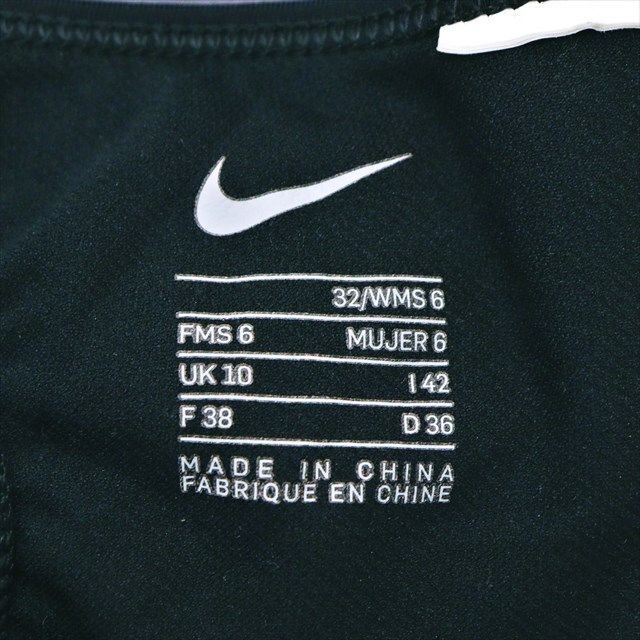 32/WMS 6
FMS 6 MUJER 6
UK 10 I 42
F 38 D 36
MADE IN CHINA
FABRIQUE EN CHINE